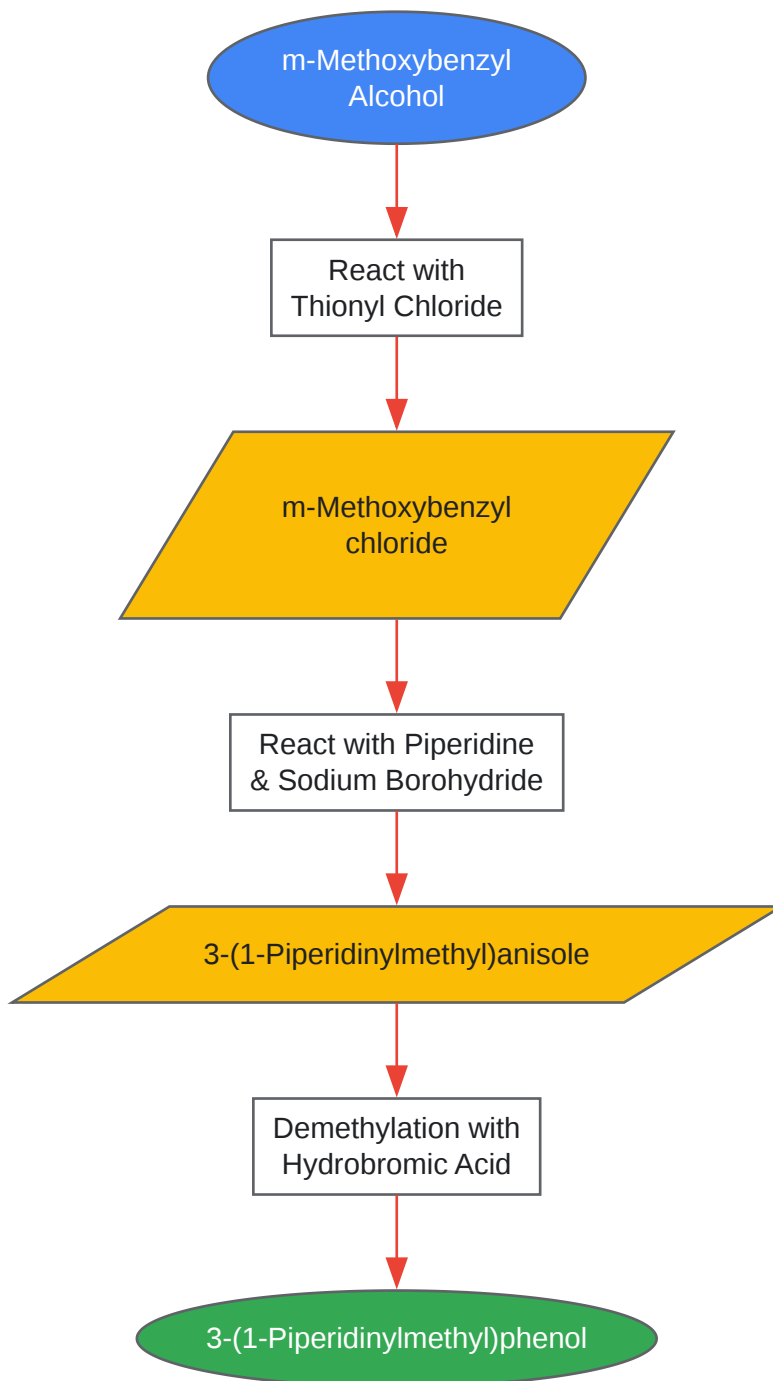 m-Methoxybenzyl
Alcohol
React with
Thionyl Chloride
m-Methoxybenzyl
chloride
React with Piperidine
& Sodium Borohydride
3-(1-Piperidinylmethyl)anisole
Demethylation with
Hydrobromic Acid
3-(1-Piperidinylmethyl)phenol